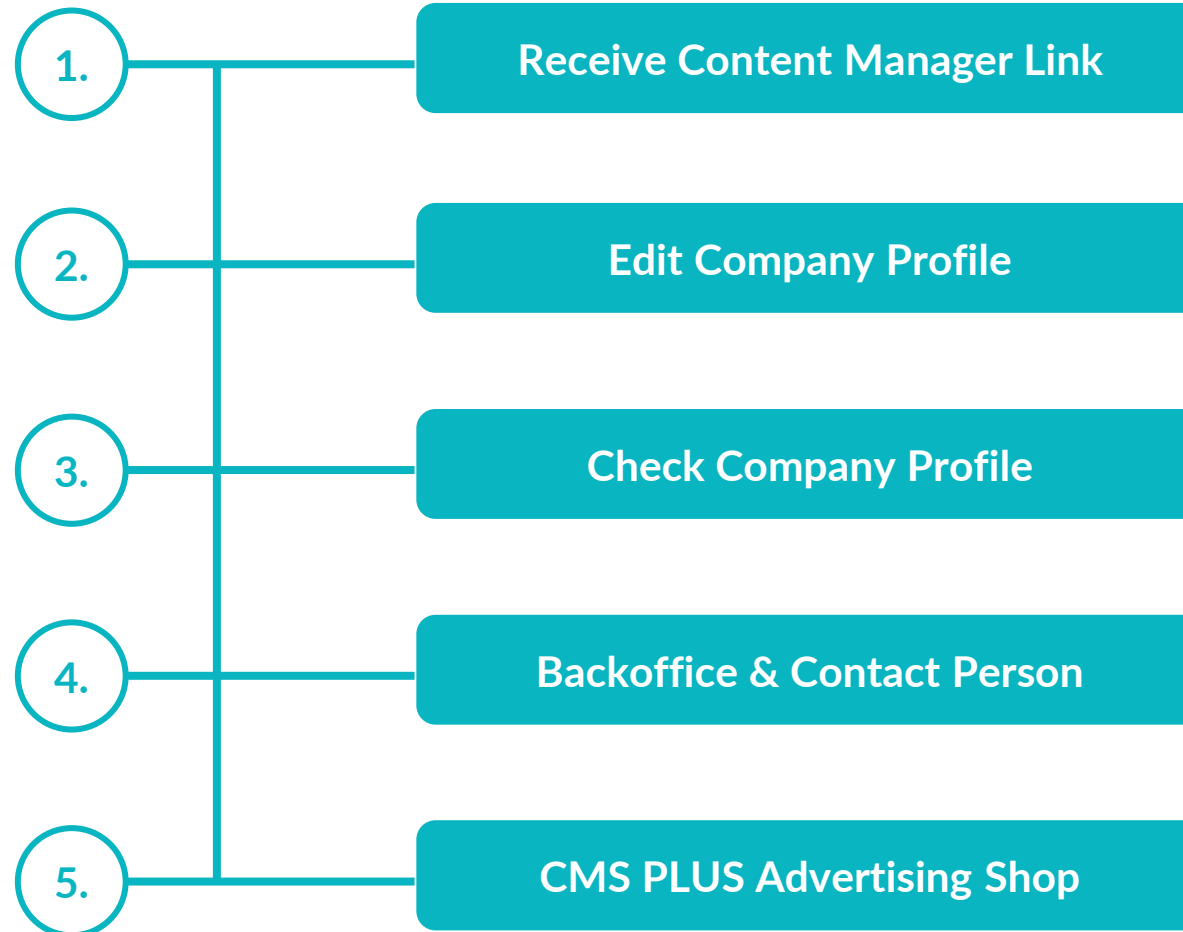 1. Receive Content Manager Link
2. Edit Company Profile
3. Check Company Profile
4. Backoffice & Contact Person
5. CMS PLUS Advertising Shop